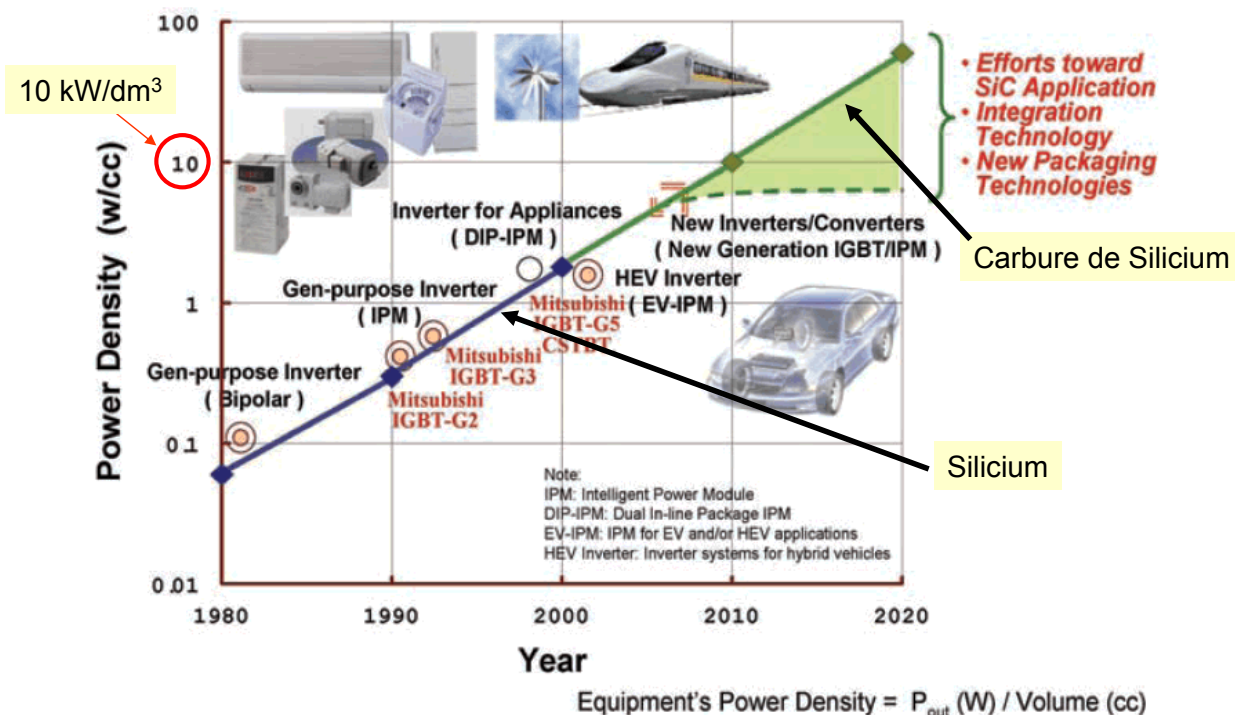 100
10 kW/dm³
10
1
0.1
0.01
Power Density (w/cc)
1980
1990
2000
2010
2020
Year
Equipment's Power Density = P_out (W) / Volume (cc)
• Efforts toward
SiC Application
• Integration
Technology
• New Packaging
Technologies
Carbure de Silicium
Silicium
Inverter for Appliances
( DIP-IPM )
New Inverters/Converters
( New Generation IGBT/IPM )
Gen-purpose Inverter
( IPM )
HEV Inverter
( EV-IPM )
Mitsubishi
IGBT-G5
CSTBT
Mitsubishi
IGBT-G3
Gen-purpose Inverter
( Bipolar )
Mitsubishi
IGBT-G2
Note:
IPM: Intelligent Power Module
DIP-IPM: Dual In-line Package IPM
EV-IPM: IPM for EV and/or HEV applications
HEV Inverter: Inverter systems for hybrid vehicles